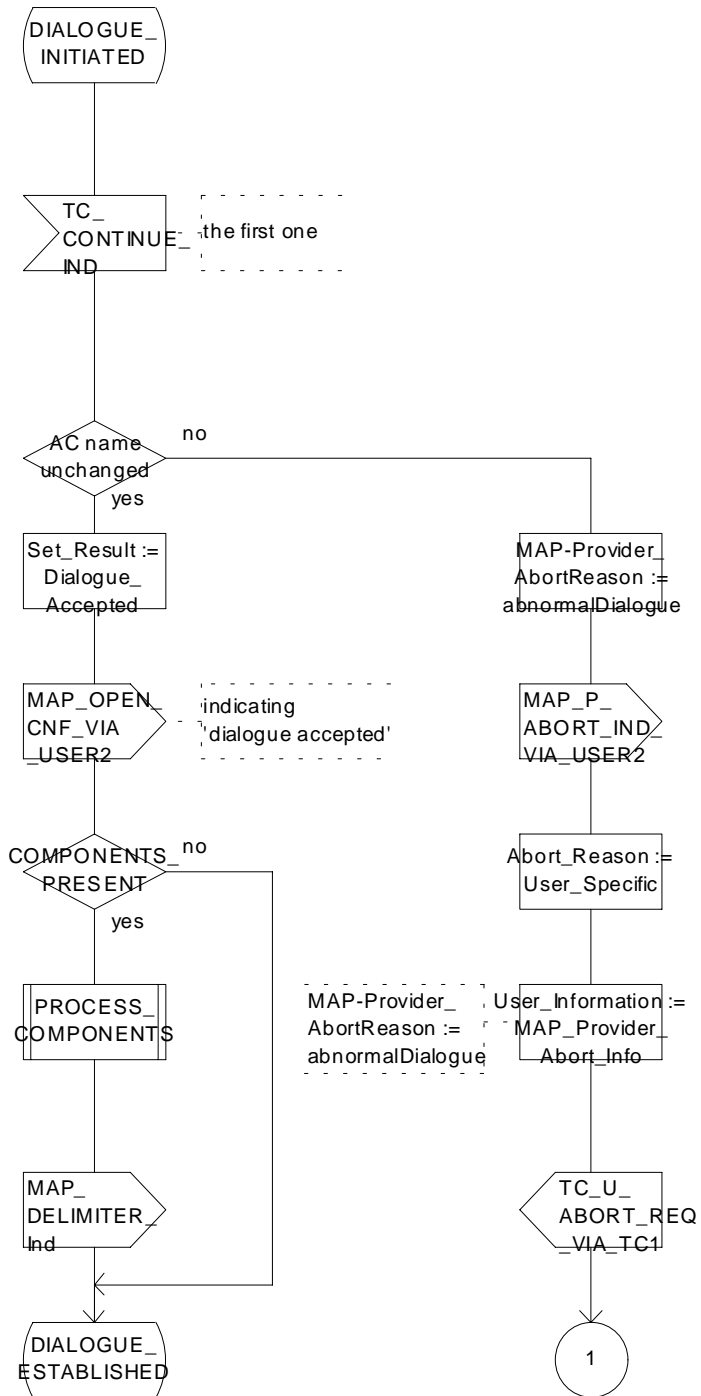 DIALOGUE_
INITIATED
TC_
CONTINUE_
IND
the first one
AC name
unchanged
no
yes
Set_Result :=
Dialogue_
Accepted
MAP-Provider_
AbortReason :=
abnormalDialogue
MAP_OPEN_
CNF_VIA
_USER2
indicating
'dialogue accepted'
MAP_P_
ABORT_IND_
VIA_USER2
COMPONENTS_
PRESENT
no
yes
Abort_Reason :=
User_Specific
PROCESS_
COMPONENTS
MAP-Provider_
AbortReason :=
abnormalDialogue
User_Information :=
MAP_Provider_
Abort_Info
MAP_
DELIMITER_
Ind
TC_U_
ABORT_REQ
_VIA_TC1
DIALOGUE_
ESTABLISHED
1